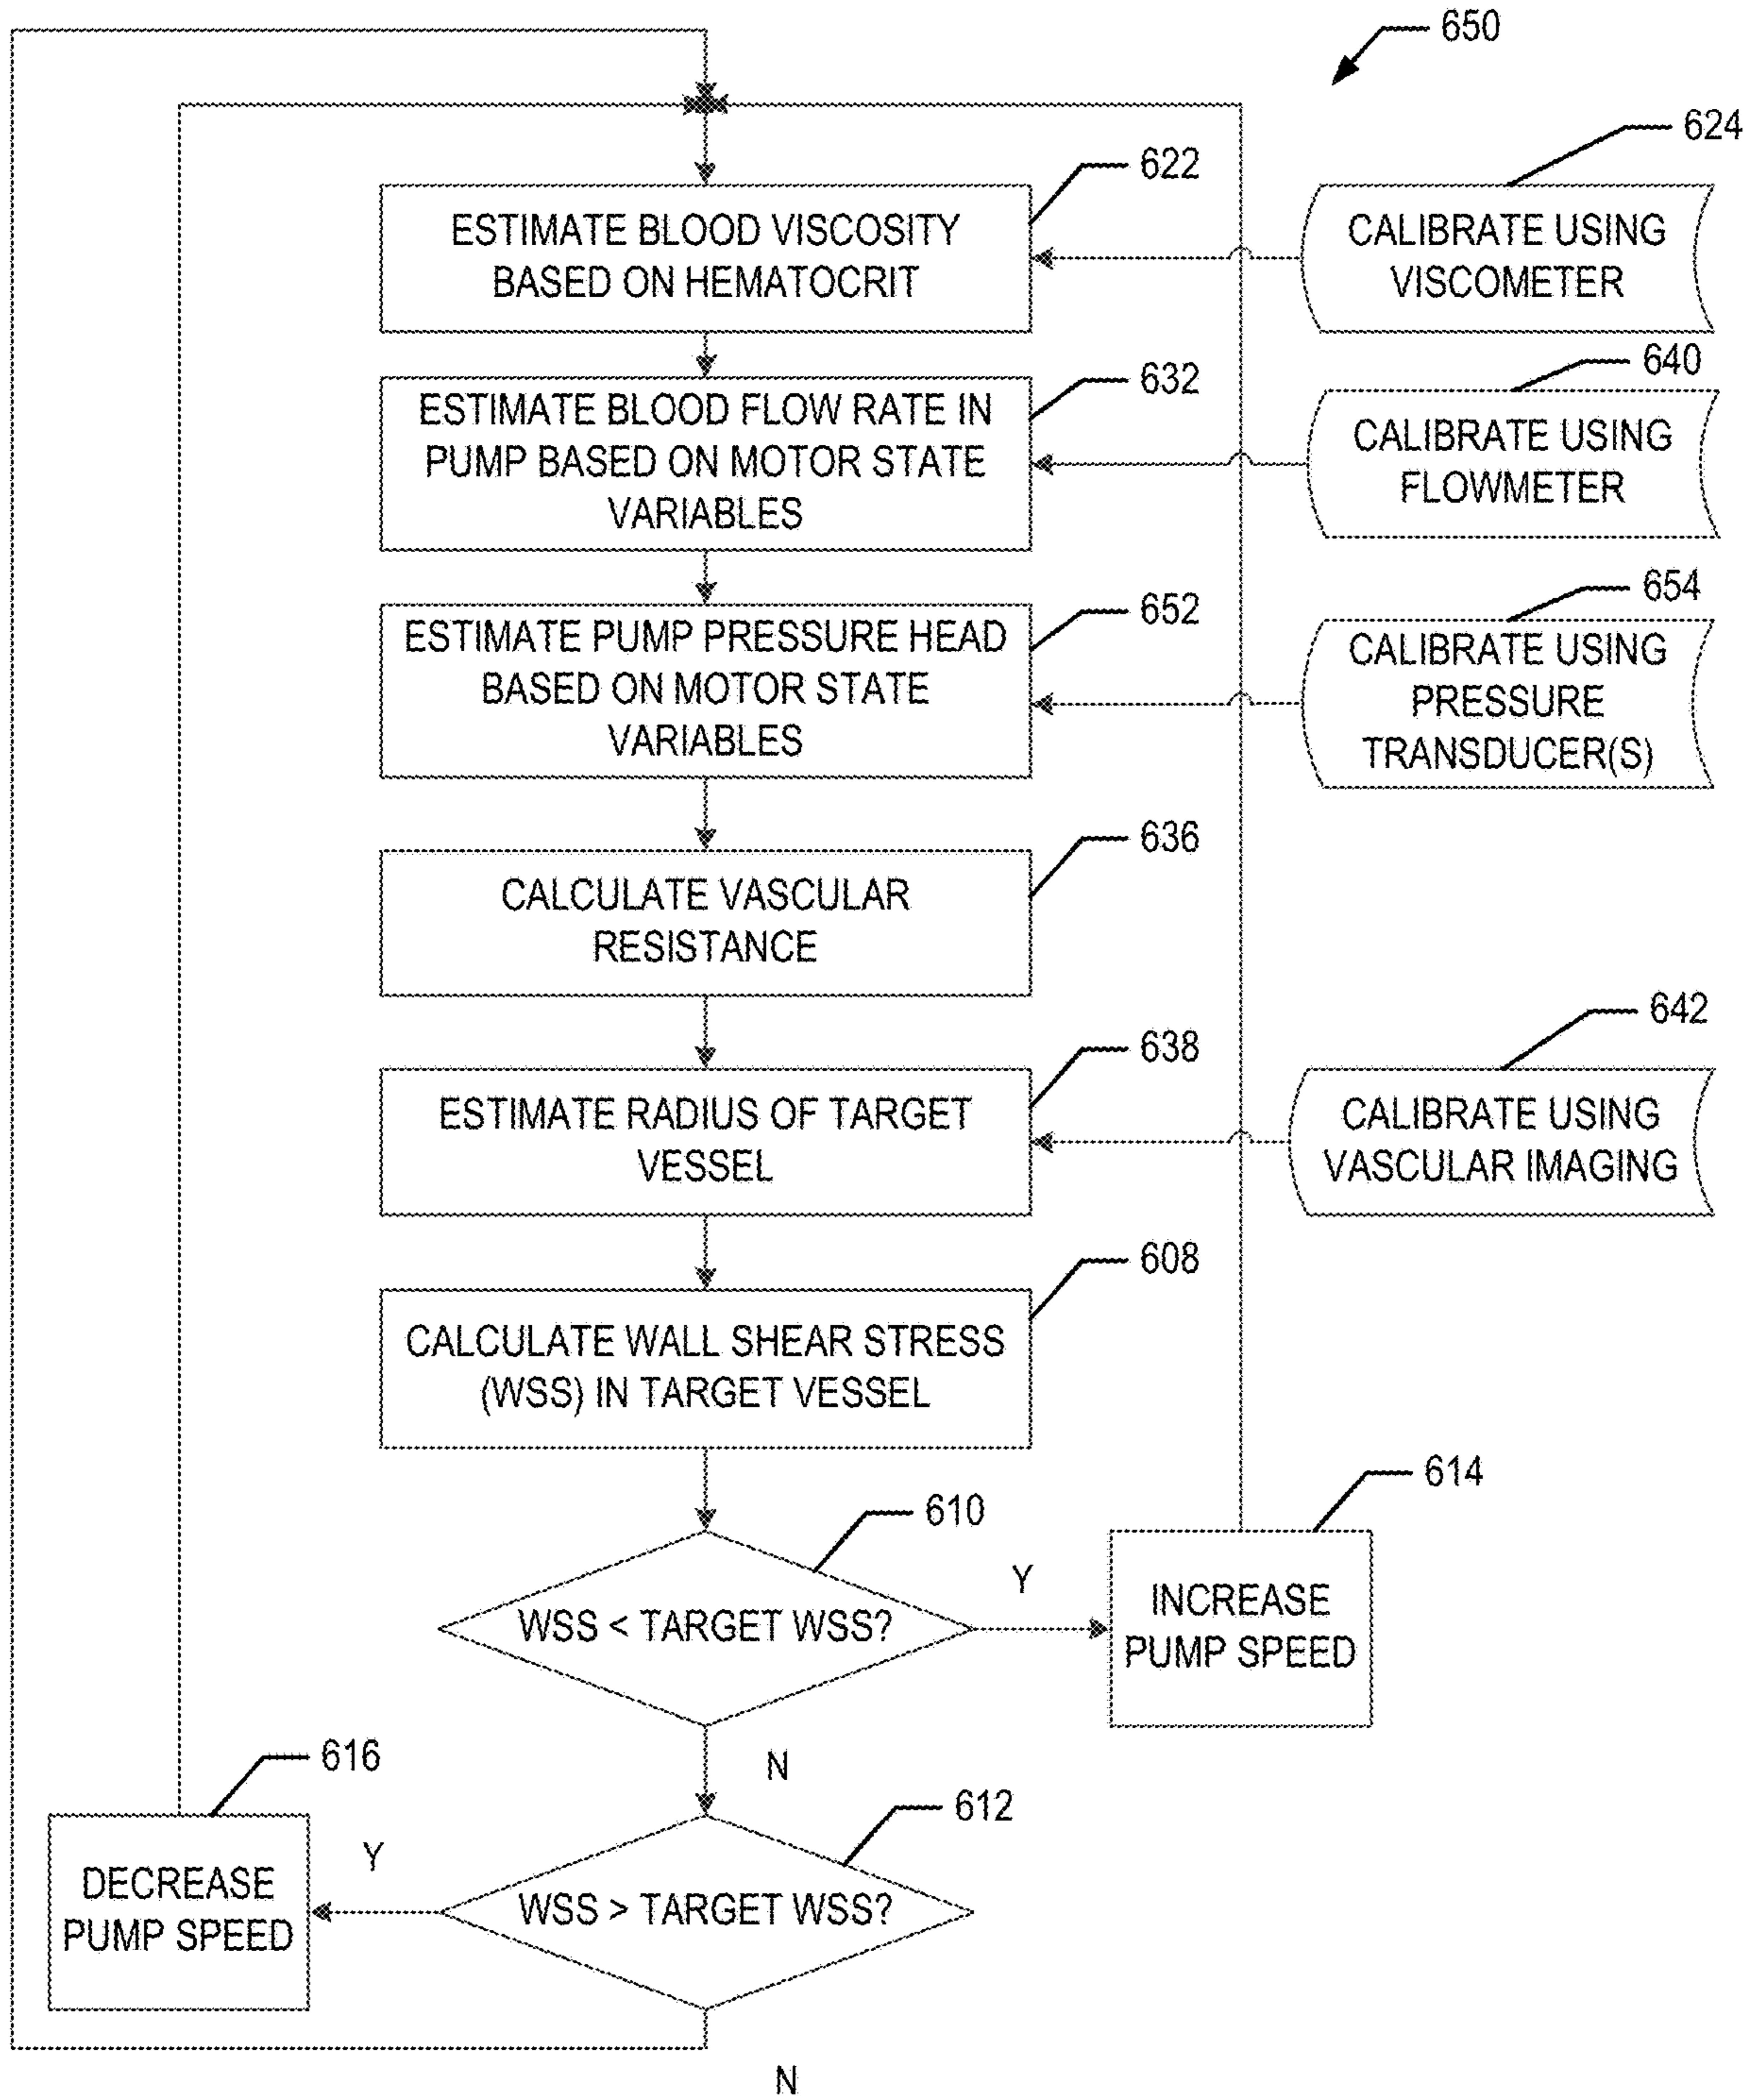 650
624
622
ESTIMATE BLOOD VISCOSITY
BASED ON HEMATOCRIT
CALIBRATE USING
VISCOMETER
640
632
ESTIMATE BLOOD FLOW RATE IN
PUMP BASED ON MOTOR STATE
VARIABLES
CALIBRATE USING
FLOWMETER
654
652
ESTIMATE PUMP PRESSURE HEAD
BASED ON MOTOR STATE
VARIABLES
CALIBRATE USING
PRESSURE
TRANSDUCER(S)
636
CALCULATE VASCULAR
RESISTANCE
642
638
ESTIMATE RADIUS OF TARGET
VESSEL
CALIBRATE USING
VASCULAR IMAGING
608
CALCULATE WALL SHEAR STRESS
(WSS) IN TARGET VESSEL
614
610
WSS < TARGET WSS?
Y
INCREASE
PUMP SPEED
N
616
612
WSS > TARGET WSS?
Y
DECREASE
PUMP SPEED
N